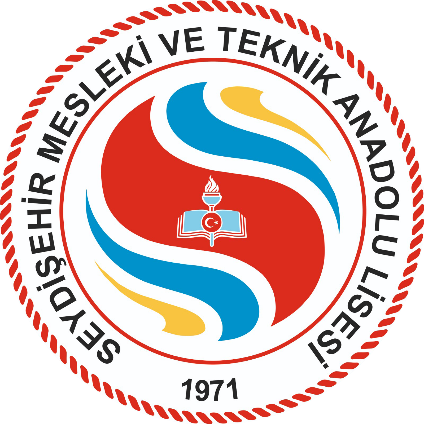 SEYDİŞEHİR MESLEKİ VE TEKNİK ANADOLU LİSESİ
1971